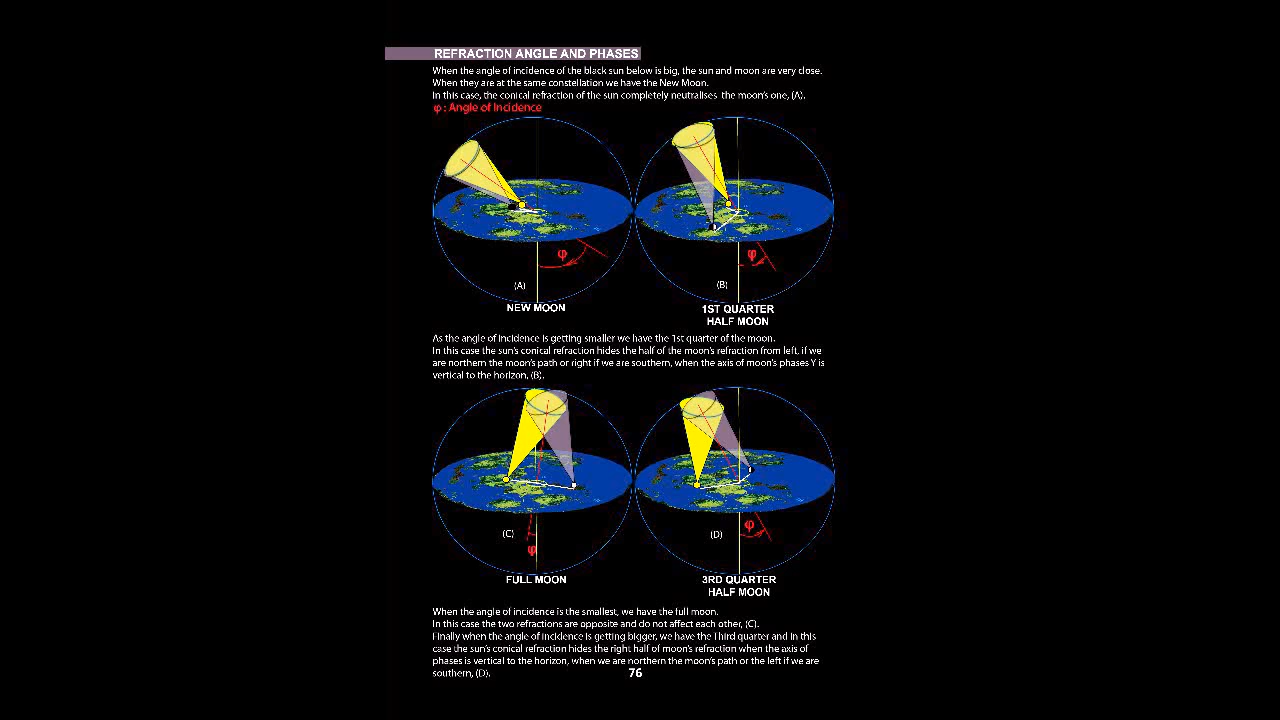 REFRACTION ANGLE AND PHASES
When the angle of incidence of the black sun below is big, the sun and moon are very close.
When they are at the same constellation we have the New Moon.
In this case, the conical refraction of the sun completely neutralises the moon's one, (A).
φ : Angle of Incidence
φ
φ
(A)
(B)
NEW MOON
1ST QUARTER
HALF MOON
As the angle of incidence is getting smaller we have the 1st quarter of the moon.
In this case the sun's conical refraction hides the half of the moon's refraction from left, if we
are northern the moon's path or right if we are southern, when the axis of moon's phases Y is
vertical to the horizon, (B).
φ
(C)
(D)
φ
FULL MOON
3RD QUARTER
HALF MOON
When the angle of incidence is the smallest, we have the full moon.
In this case the two refractions are opposite and do not affect each other, (C).
Finally when the angle of incidence is getting bigger, we have the Third quarter and in this
case the sun's conical refraction hides the right half of moon's refraction when the axis of
phases is vertical to the horizon, when we are northern the moon's path or the left if we are
southern, (D).
76